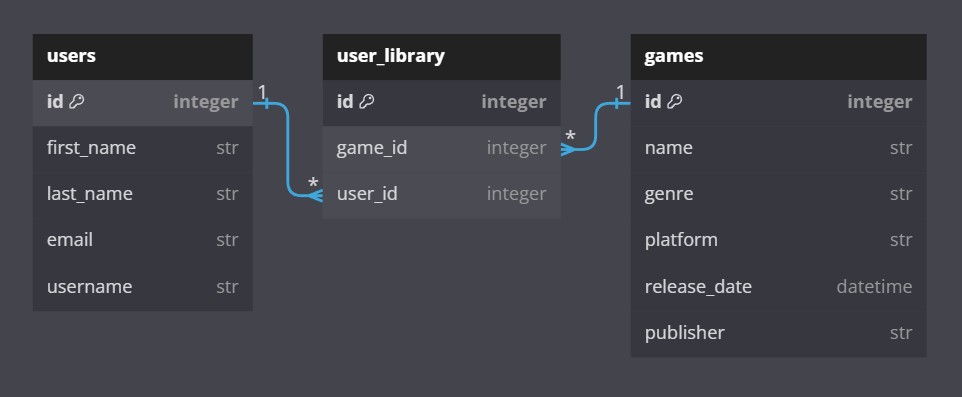 users
id integer
first_name str
last_name str
email str
username str
1
*
user_library
id integer
game_id integer
user_id integer
1
*
games
id integer
name str
genre str
platform str
release_date datetime
publisher str